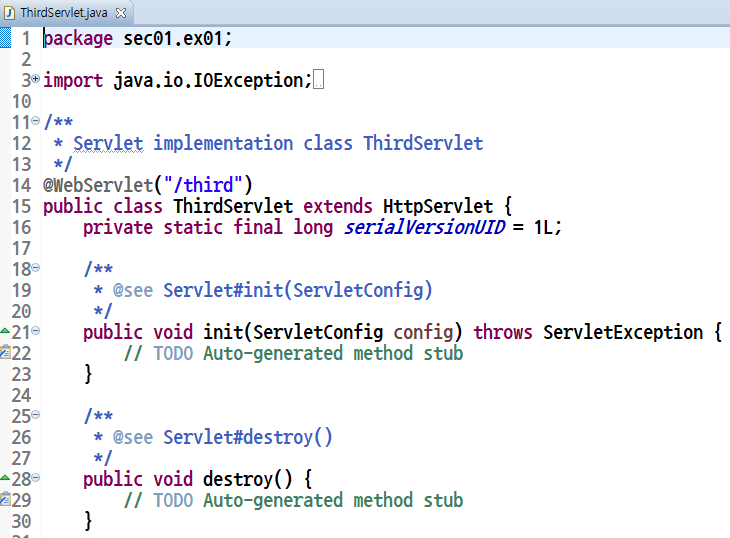 ThirdServlet.java
1 package sec01.ex01;
2
3 import java.io.IOException;
10
11 /**
12  * Servlet implementation class ThirdServlet
13  */
14 @WebServlet("/third")
15 public class ThirdServlet extends HttpServlet {
16     private static final long serialVersionUID = 1L;
17
18     /**
19      * @see Servlet#init(ServletConfig)
20      */
21     public void init(ServletConfig config) throws ServletException {
22         // TODO Auto-generated method stub
23     }
24
25     /**
26      * @see Servlet#destroy()
27      */
28     public void destroy() {
29         // TODO Auto-generated method stub
30     }